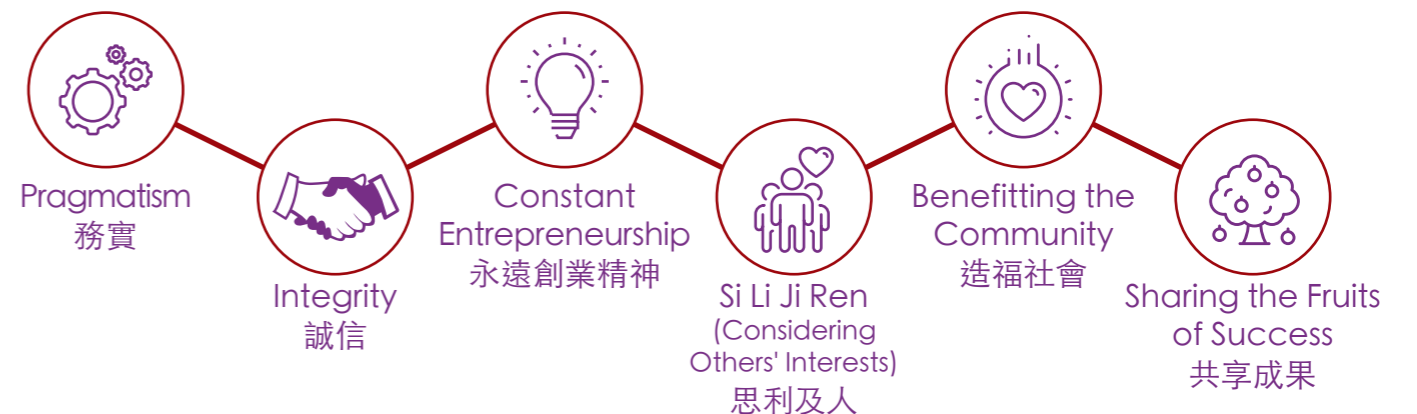 Pragmatism
務實
Integrity
誠信
Constant
Entrepreneurship
永遠創業精神
Si Li Ji Ren
(Considering
Others' Interests)
思利及人
Benefitting the
Community
造福社會
Sharing the Fruits
of Success
共享成果